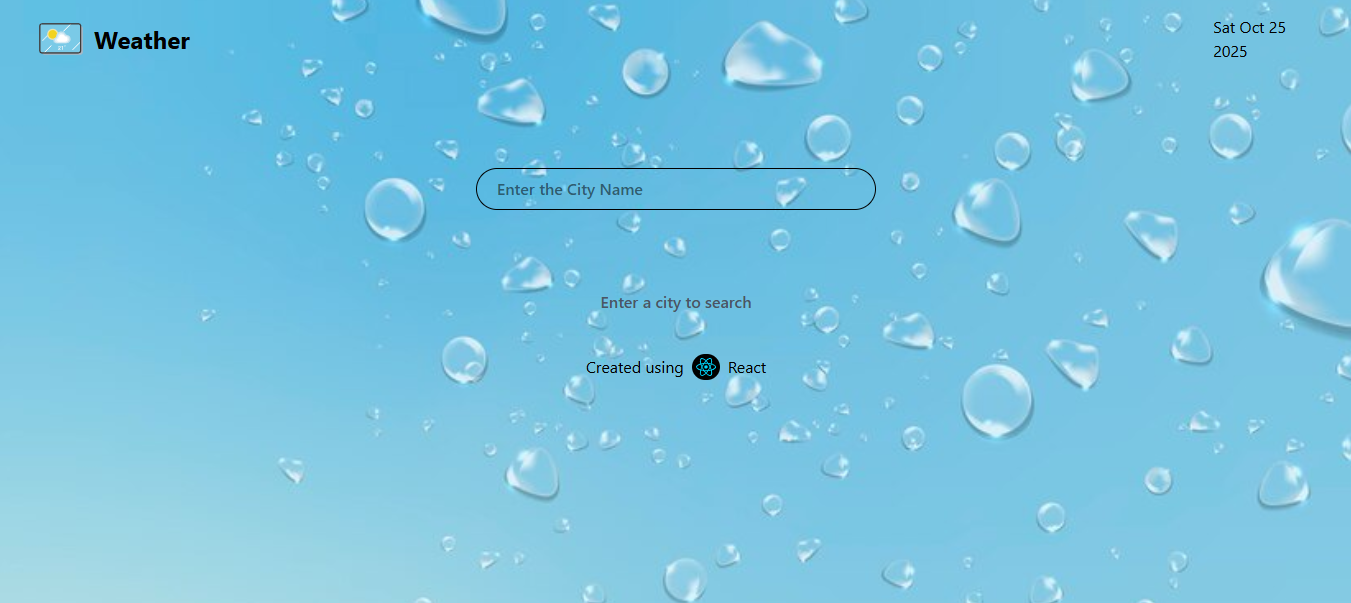 Weather
Sat Oct 25
2025
Enter the City Name
Enter a city to search
Created using React